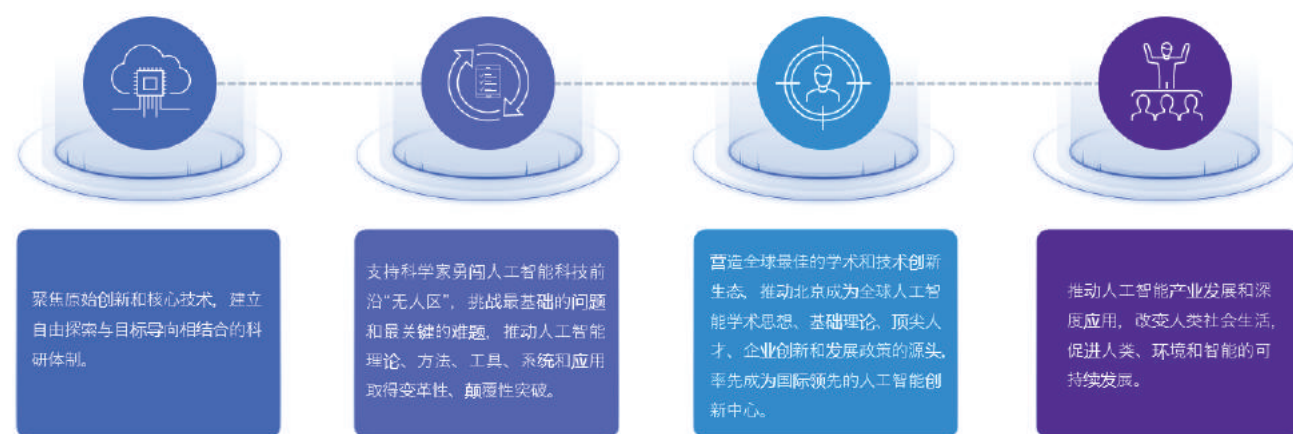 聚焦原始创新和核心技术，建立
自由探索与目标导向相结合的科
研体制。
支持科学家勇闯人工智能科技前
沿“无人区”，挑战最基础的问题
和最关键的难题，推动人工智能
理论、方法、工具、系统和应用
取得变革性、颠覆性突破。
营造全球最佳的学术和技术创新
生态，推动北京成为全球人工智
能学术思想、基础理论、顶尖人
才、企业创新和发展政策的源头，
率先成为国际领先的人工智能创
新中心。
推动人工智能产业发展和深
度应用，改变人类社会生活，
促进人类、环境和智能的可
持续发展。